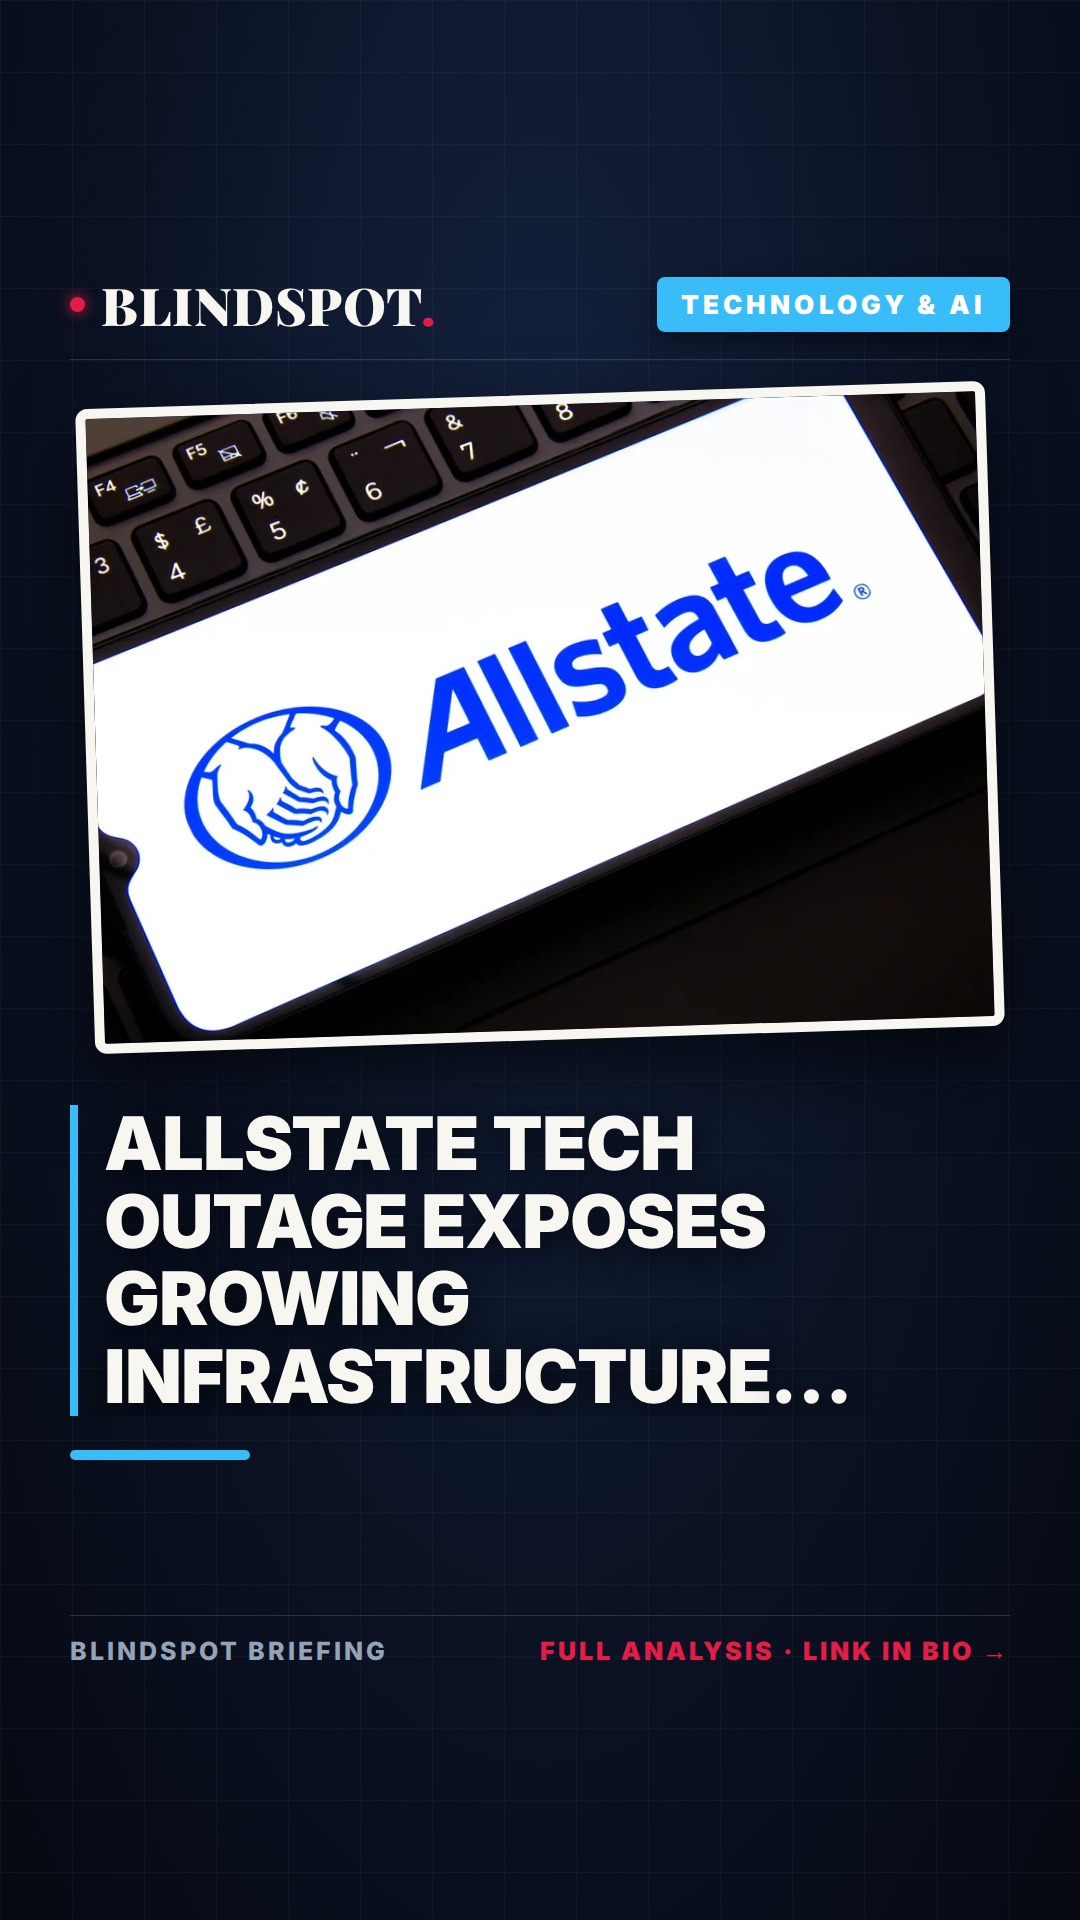 BLINDSPOT.
TECHNOLOGY & AI
F4
F5
F6
3
$ £
4
% ¢
5
¨ ¬
6
&
7
8
Allstate®
ALLSTATE TECH
OUTAGE EXPOSES
GROWING
INFRASTRUCTURE...
BLINDSPOT BRIEFING
FULL ANALYSIS · LINK IN BIO →